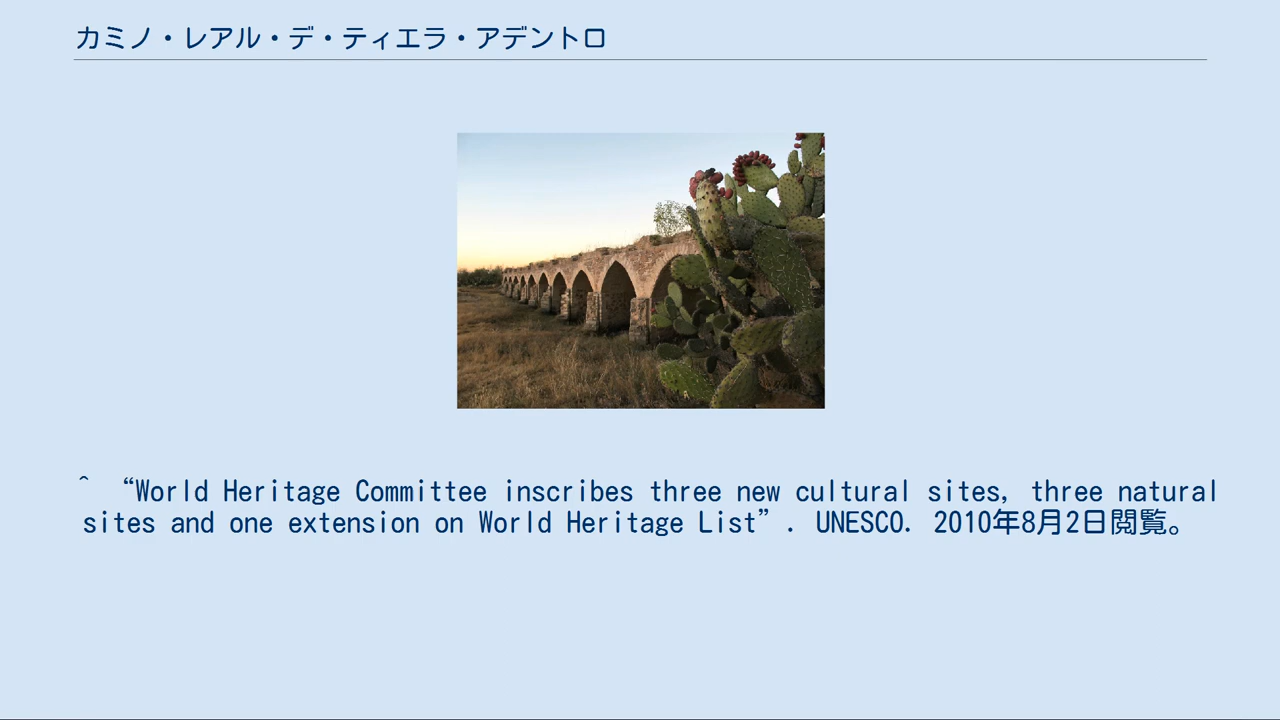 カミノ・レアル・デ・ティエラ・アデントロ
^ “World Heritage Committee inscribes three new cultural sites, three natural
sites and one extension on World Heritage List”. UNESCO. 2010年8月2日閲覧。